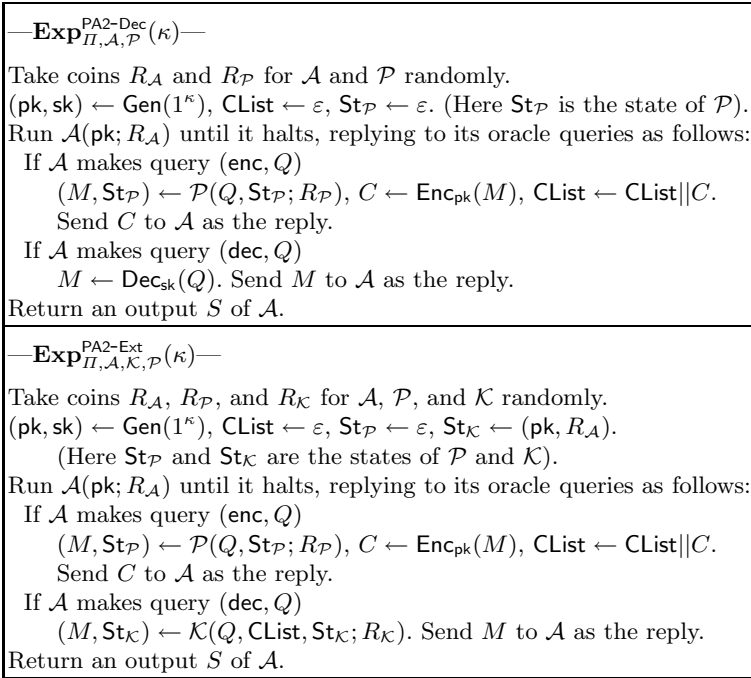 —Exp^{PA2–Dec}_{Π,𝒜,𝒫}(κ)—
Take coins R_𝒜 and R_𝒫 for 𝒜 and 𝒫 randomly.
(pk, sk) ← Gen(1^κ), CList ← ε, St_𝒫 ← ε. (Here St_𝒫 is the state of 𝒫).
Run 𝒜(pk; R_𝒜) until it halts, replying to its oracle queries as follows:
If 𝒜 makes query (enc, Q)
(M, St_𝒫) ← 𝒫(Q, St_𝒫; R_𝒫), C ← Enc_pk(M), CList ← CList||C.
Send C to 𝒜 as the reply.
If 𝒜 makes query (dec, Q)
M ← Dec_sk(Q). Send M to 𝒜 as the reply.
Return an output S of 𝒜.
—Exp^{PA2–Ext}_{Π,𝒜,𝒦,𝒫}(κ)—
Take coins R_𝒜, R_𝒫, and R_𝒦 for 𝒜, 𝒫, and 𝒦 randomly.
(pk, sk) ← Gen(1^κ), CList ← ε, St_𝒫 ← ε, St_𝒦 ← (pk, R_𝒜).
(Here St_𝒫 and St_𝒦 are the states of 𝒫 and 𝒦).
Run 𝒜(pk; R_𝒜) until it halts, replying to its oracle queries as follows:
If 𝒜 makes query (enc, Q)
(M, St_𝒫) ← 𝒫(Q, St_𝒫; R_𝒫), C ← Enc_pk(M), CList ← CList||C.
Send C to 𝒜 as the reply.
If 𝒜 makes query (dec, Q)
(M, St_𝒦) ← 𝒦(Q, CList, St_𝒦; R_𝒦). Send M to 𝒜 as the reply.
Return an output S of 𝒜.